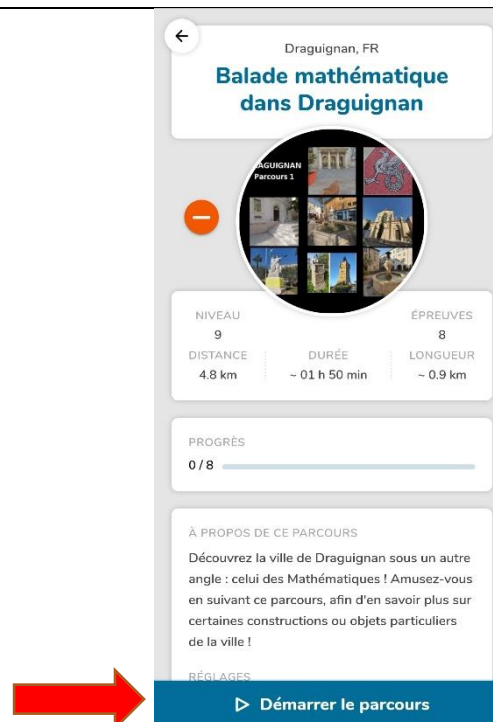 Draguignan, FR
Balade mathématique
dans Draguignan
DRAGUIGNAN
Parcours 1
NIVEAU
9
ÉPREUVES
8
DISTANCE
4.8 km
DURÉE
~ 01 h 50 min
LONGUEUR
~ 0.9 km
PROGRÈS
0 / 8
À PROPOS DE CE PARCOURS
Découvrez la ville de Draguignan sous un autre
angle : celui des Mathématiques ! Amusez-vous
en suivant ce parcours, afin d'en savoir plus sur
certaines constructions ou objets particuliers
de la ville !
RÉGLAGES
Démarrer le parcours